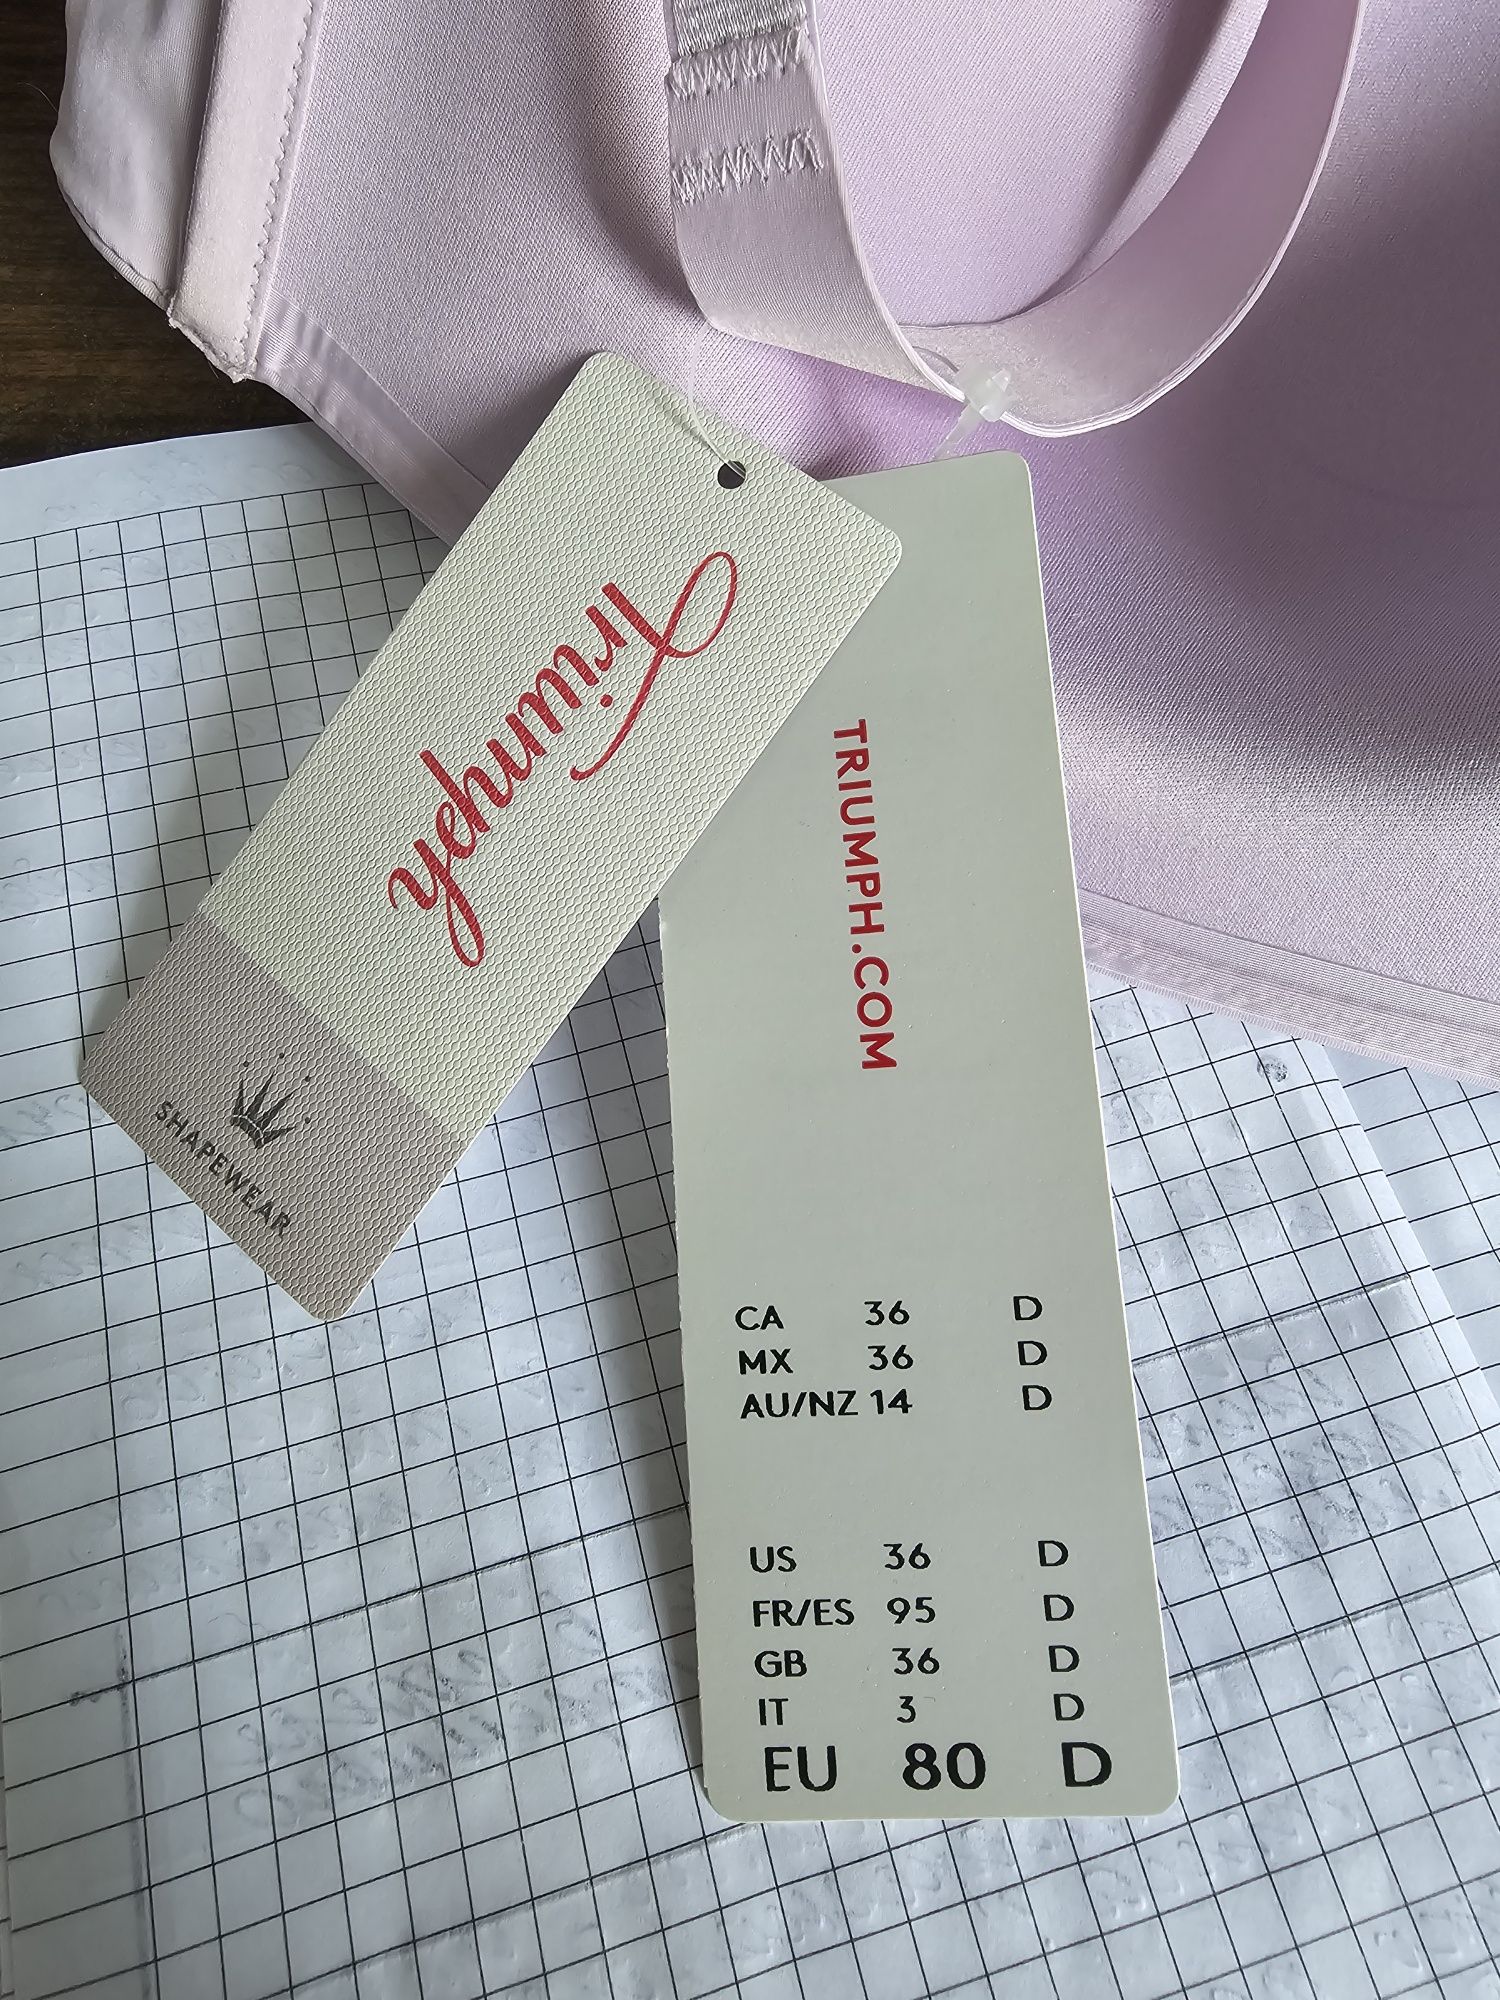 Triumph
SHAPEWEAR
TRIUMPH.COM
CA 36 D
MX 36 D
AU/NZ 14 D
US 36 D
FR/ES 95 D
GB 36 D
IT 3 D
EU 80 D